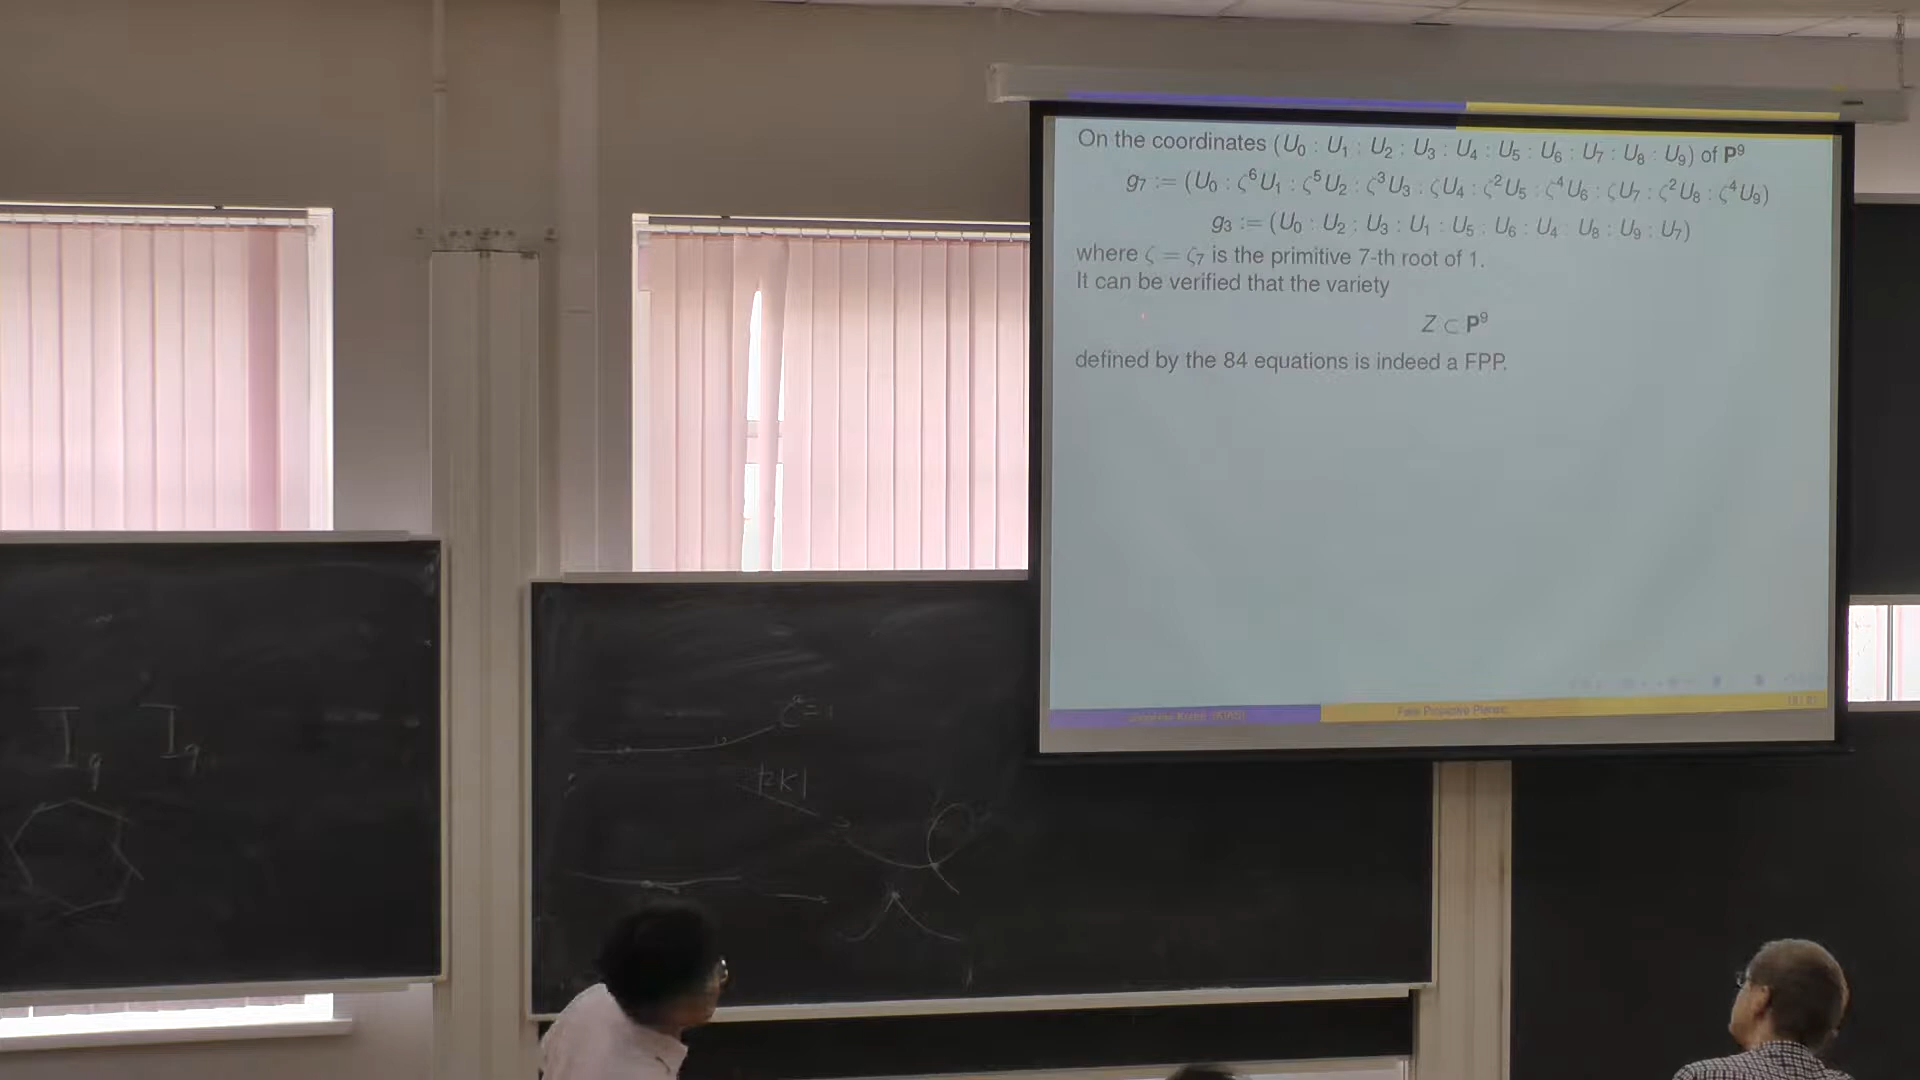 On the coordinates (U₀ : U₁ : U₂ : U₃ : U₄ : U₅ : U₆ : U₇ : U₈ : U₉) of P⁹
g₇ := (U₀ : ζ⁶U₁ : ζ⁵U₂ : ζ³U₃ : ζU₄ : ζ²U₅ : ζ⁴U₆ : ζU₇ : ζ²U₈ : ζ⁴U₉)
g₃ := (U₀ : U₂ : U₃ : U₁ : U₅ : U₆ : U₄ : U₈ : U₉ : U₇)
where ζ = ζ₇ is the primitive 7-th root of 1.
It can be verified that the variety
Z ⊂ P⁹
defined by the 84 equations is indeed a FPP.
(KIAS)
Fake Projective Planes
I₉ I₉
|2K|